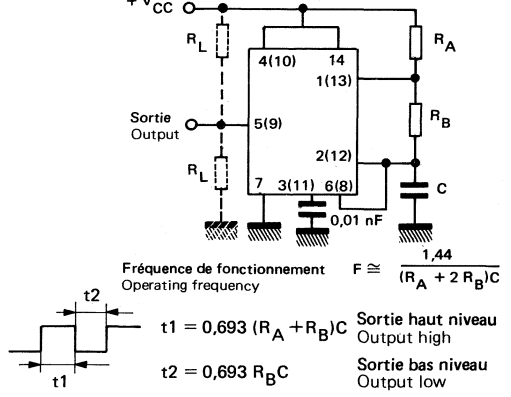 + VCC
RL
4(10)
14
RA
1(13)
Sortie
Output
5(9)
RB
2(12)
RL
C
7
3(11)
6(8)
0,01 nF
Fréquence de fonctionnement
Operating frequency
F ≅ 1,44 / (RA + 2 RB)C
t2
t1 = 0,693 (RA +RB)C
Sortie haut niveau
Output high
t1
t2 = 0,693 RBC
Sortie bas niveau
Output low